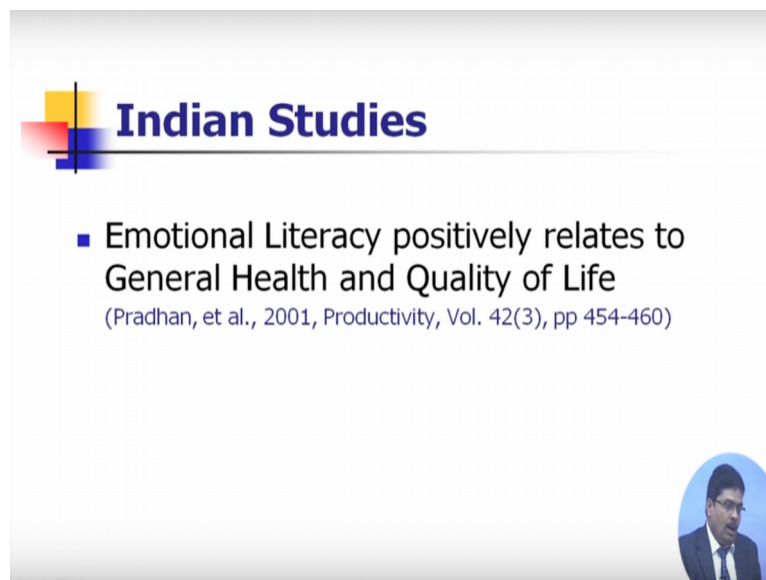 Indian Studies
Emotional Literacy positively relates to
General Health and Quality of Life
(Pradhan, et al., 2001, Productivity, Vol. 42(3), pp 454-460)